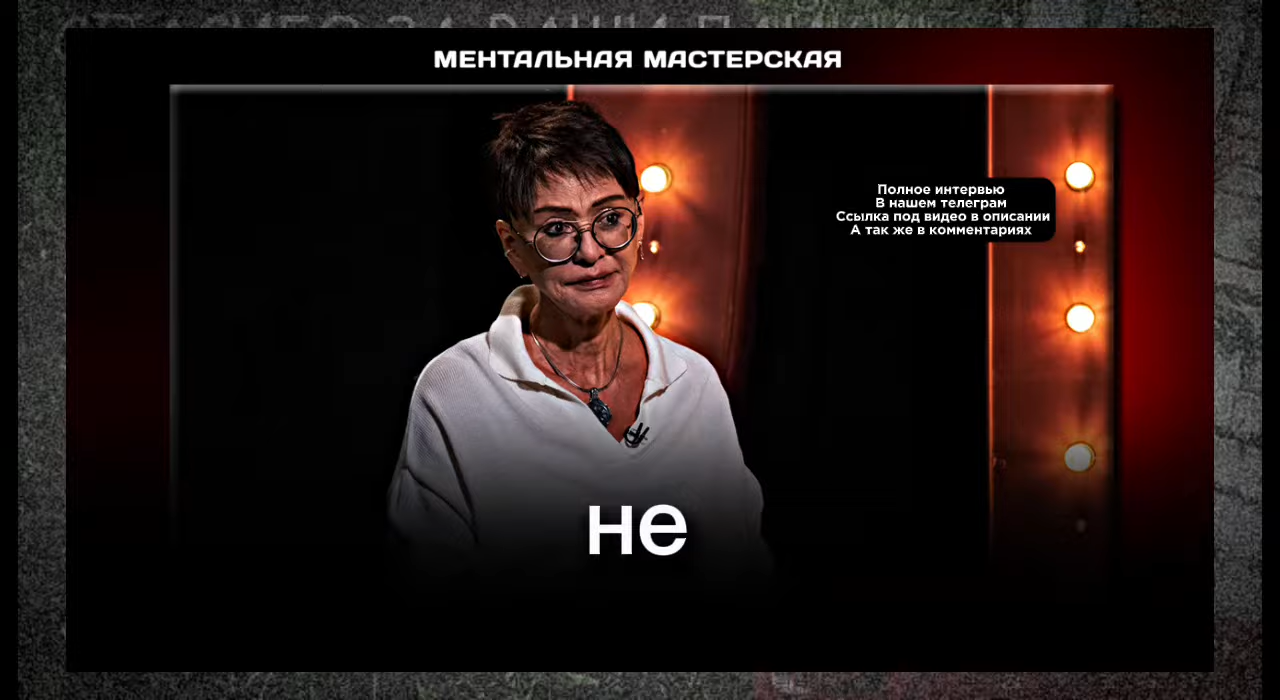 МЕНТАЛЬНАЯ МАСТЕРСКАЯ
Полное интервью
В нашем телеграм
Ссылка под видео в описании
А так же в комментариях
не